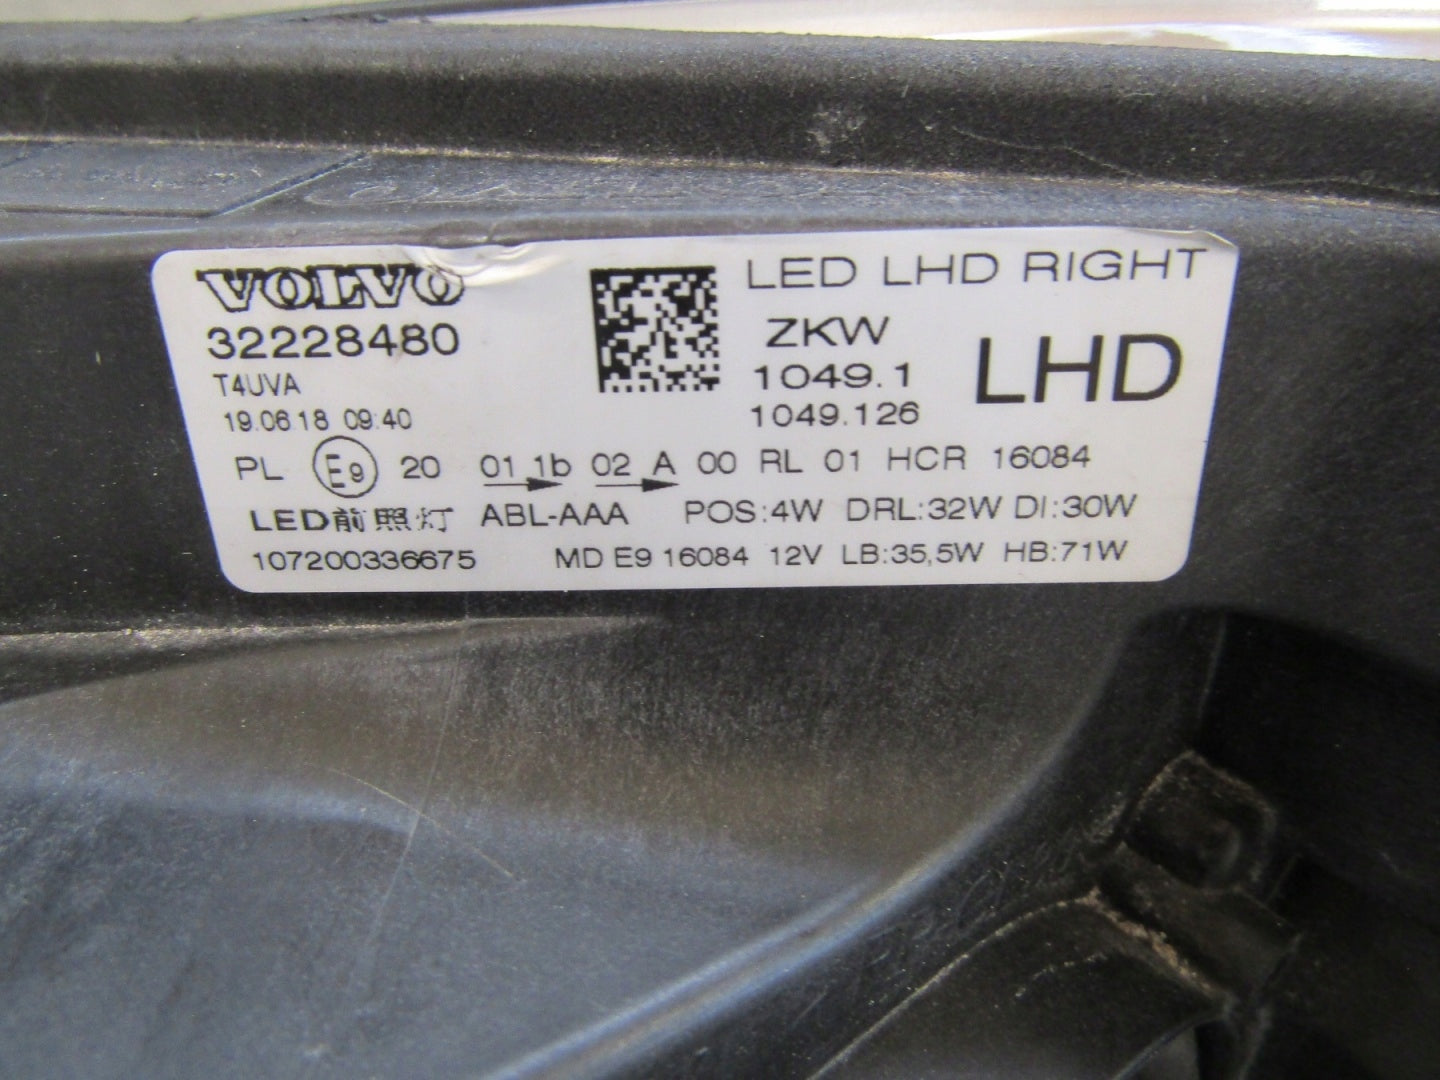 VOLVO
32228480
T4UVA
19.06.18 09:40
LED LHD RIGHT
ZKW
1049.1
1049.126
LHD
PL E9 20 01 1b 02 A 00 RL 01 HCR 16084
LED前照灯 ABL-AAA POS:4W DRL:32W DI:30W
107200336675 MD E9 16084 12V LB:35,5W HB:71W